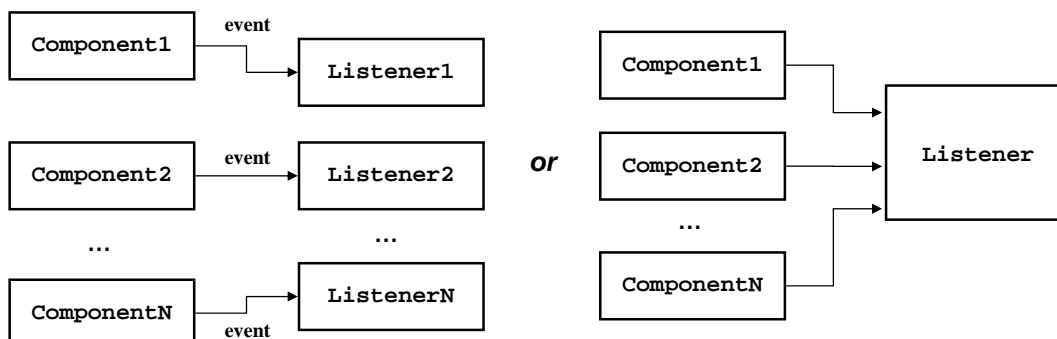 event
Component1
Listener1
event
Component2
Listener2
...
...
ComponentN
ListenerN
event
or
Component1
Component2
...
ComponentN
Listener